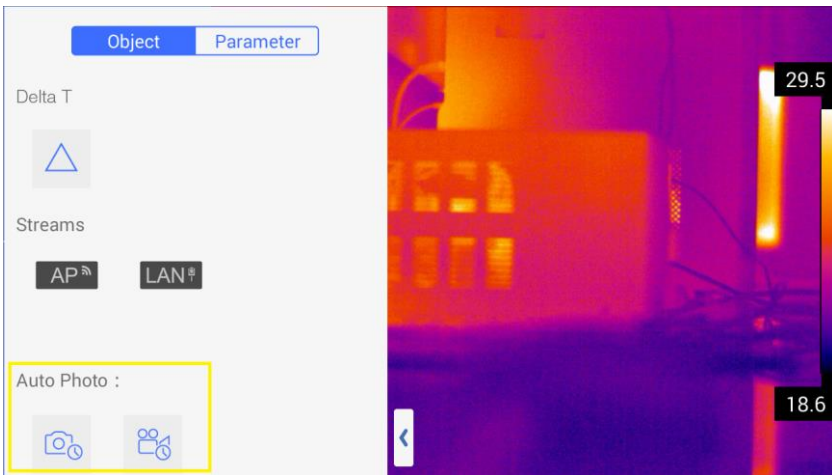 Object
Parameter
Delta T
Streams
AP
LAN
Auto Photo :
29.5
18.6